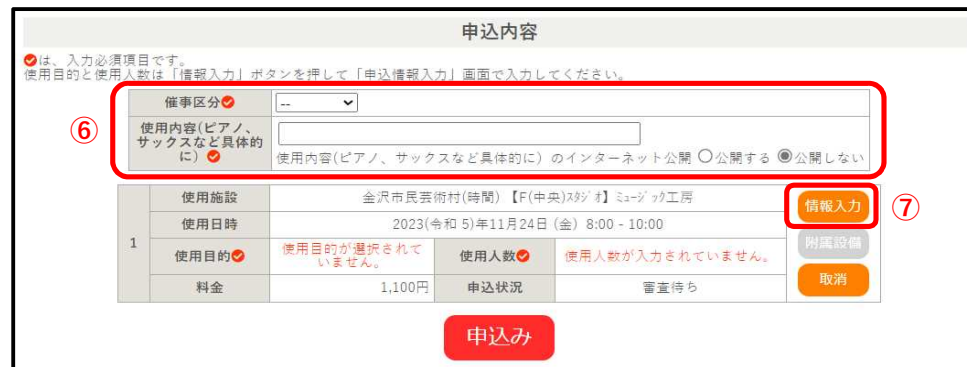 申込内容
は、入力必須項目です。
使用目的と使用人数は「情報入力」ボタンを押して「申込情報入力」画面で入力してください。
⑥
催事区分
--
使用内容(ピアノ、
サックスなど具体的
に)
使用内容(ピアノ、サックスなど具体的に)のインターネット公開 公開する 公開しない
⑦
1
使用施設
金沢市民芸術村(時間)【F(中央)ｽﾀｼﾞｵ】ﾐｭｰｼﾞｯｸ工房
情報入力
使用日時
2023(令和 5)年11月24日 (金) 8:00 - 10:00
附属設備
使用目的
使用目的が選択されて
いません。
使用人数
使用人数が入力されていません。
取消
料金
1,100円
申込状況
審査待ち
申込み